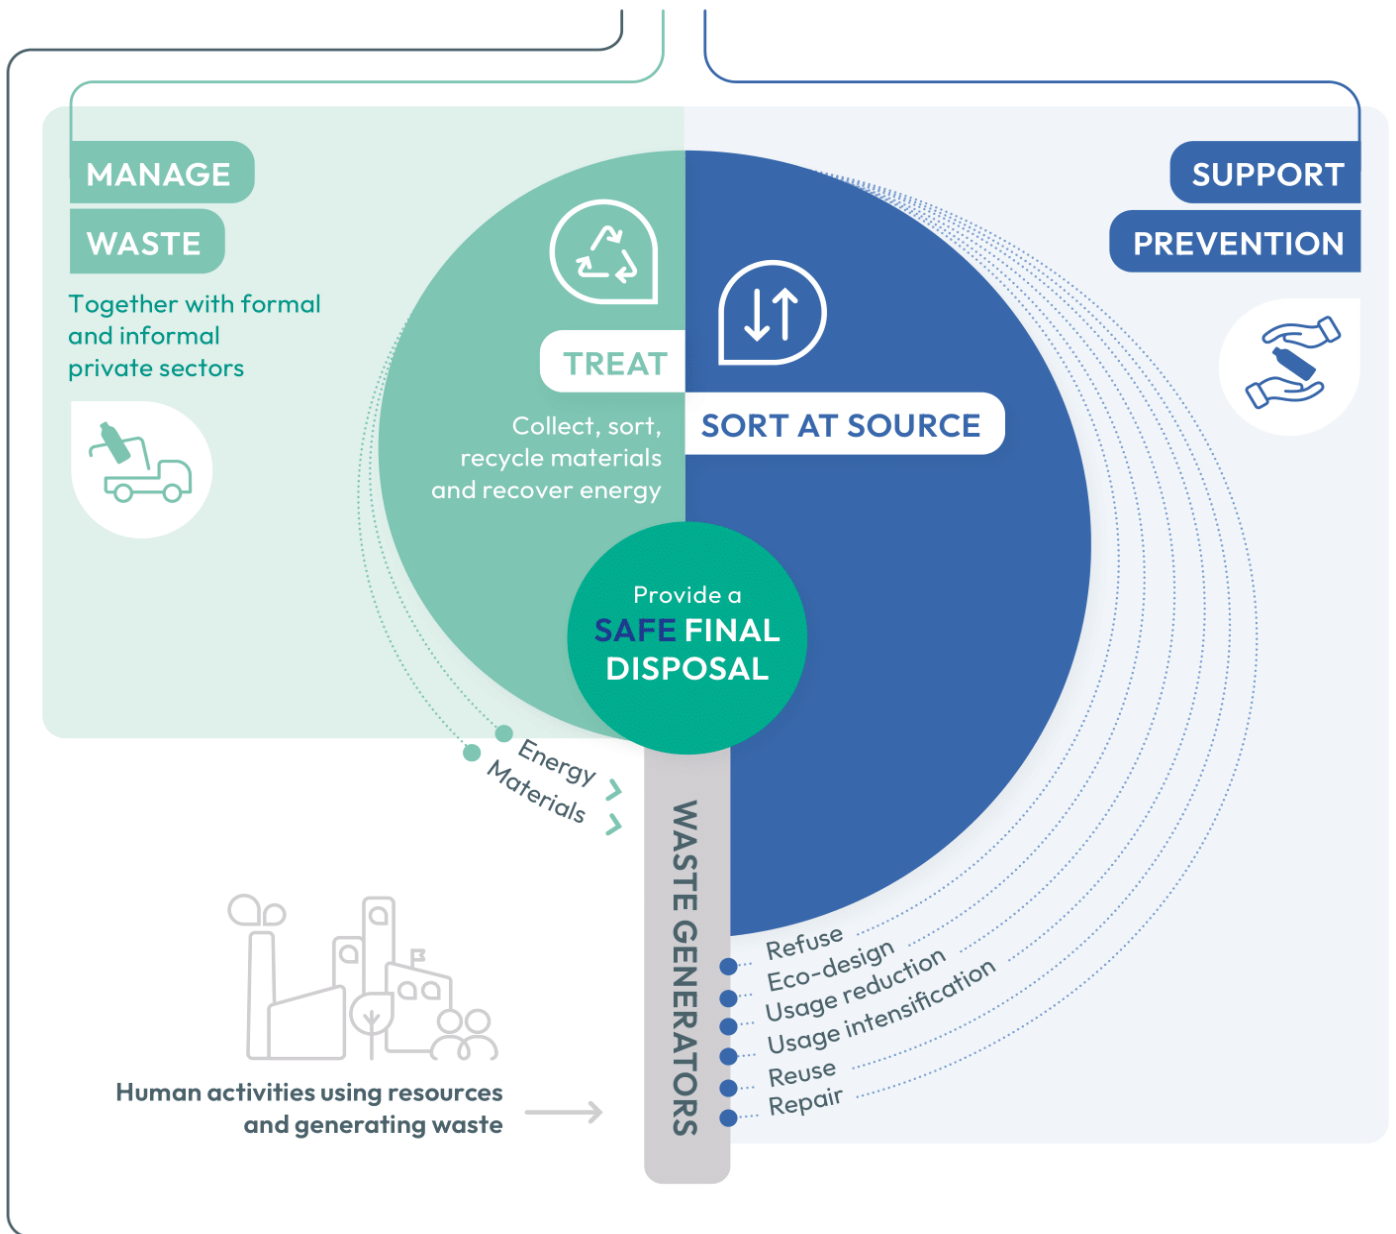 MANAGE
WASTE
Together with formal
and informal
private sectors
SUPPORT
PREVENTION
TREAT
Collect, sort,
recycle materials
and recover energy
SORT AT SOURCE
Provide a
SAFE FINAL
DISPOSAL
Energy
Materials
WASTE GENERATORS
Refuse
Eco-design
Usage reduction
Usage intensification
Reuse
Repair
Human activities using resources
and generating waste